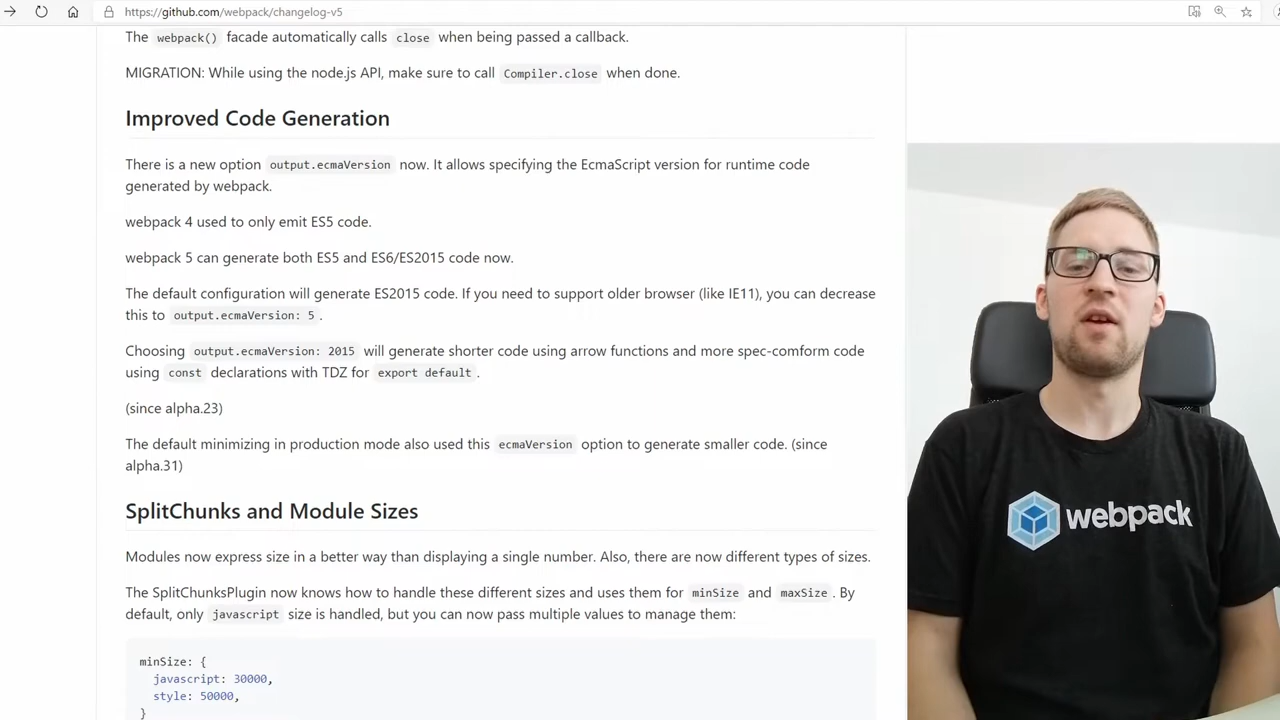 https://github.com/webpack/changelog-v5
The webpack() facade automatically calls close when being passed a callback.
MIGRATION: While using the node.js API, make sure to call Compiler.close when done.
Improved Code Generation
There is a new option output.ecmaVersion now. It allows specifying the EcmaScript version for runtime code
generated by webpack.
webpack 4 used to only emit ES5 code.
webpack 5 can generate both ES5 and ES6/ES2015 code now.
The default configuration will generate ES2015 code. If you need to support older browser (like IE11), you can decrease
this to output.ecmaVersion: 5 .
Choosing output.ecmaVersion: 2015 will generate shorter code using arrow functions and more spec-comform code
using const declarations with TDZ for export default .
(since alpha.23)
The default minimizing in production mode also used this ecmaVersion option to generate smaller code. (since
alpha.31)
SplitChunks and Module Sizes
Modules now express size in a better way than displaying a single number. Also, there are now different types of sizes.
The SplitChunksPlugin now knows how to handle these different sizes and uses them for minSize and maxSize. By
default, only javascript size is handled, but you can now pass multiple values to manage them:
minSize: {
javascript: 30000,
style: 50000,
}
webpack